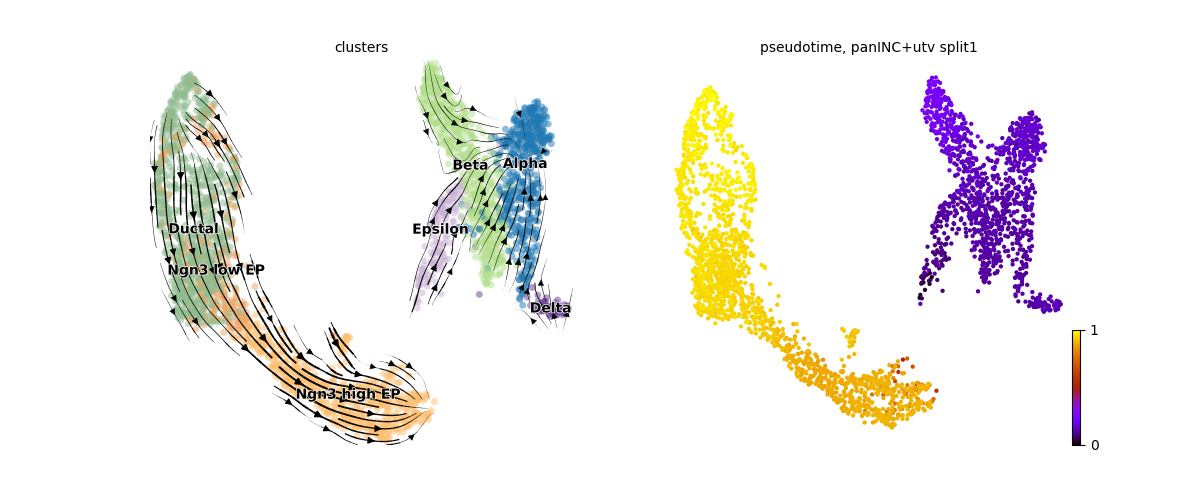 clusters
pseudotime, panINC+utv split1
Beta
Alpha
Ductal
Epsilon
Ngn3 low EP
Delta
1
Ngn3 high EP
0